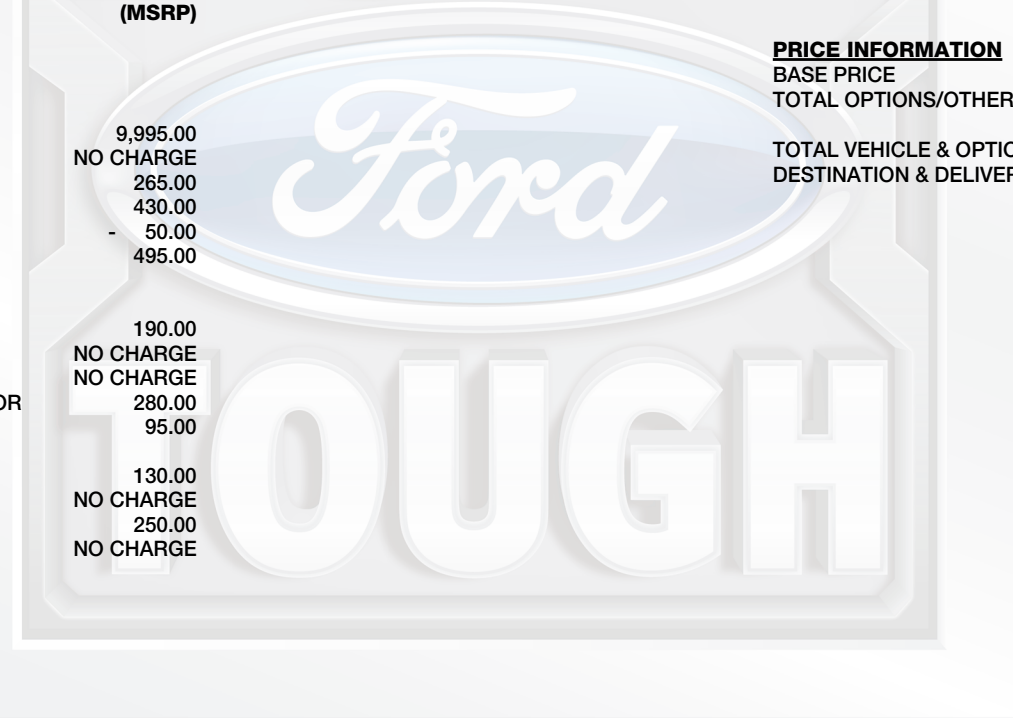 (MSRP)
9,995.00
NO CHARGE
265.00
430.00
- 50.00
495.00
190.00
NO CHARGE
NO CHARGE
OR 280.00
95.00
130.00
NO CHARGE
250.00
NO CHARGE
PRICE INFORMATION
BASE PRICE
TOTAL OPTIONS/OTHER
TOTAL VEHICLE & OPTIO
DESTINATION & DELIVER
Ford
TOUGH